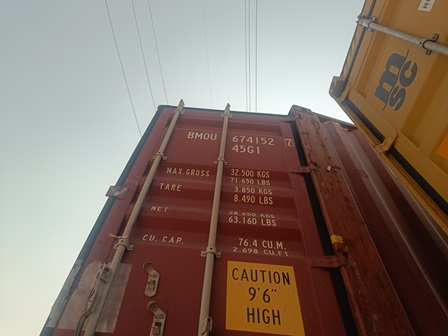 BMOU 674152 7
45G1
MAX.GROSS 32.500 KGS
71.650 LBS
TARE 3.850 KGS
8.490 LBS
NET 28.650 KGS
63.160 LBS
CU. CAP. 76.4 CU.M.
2.698 CU.FT.
CAUTION
9'6"
HIGH
msc